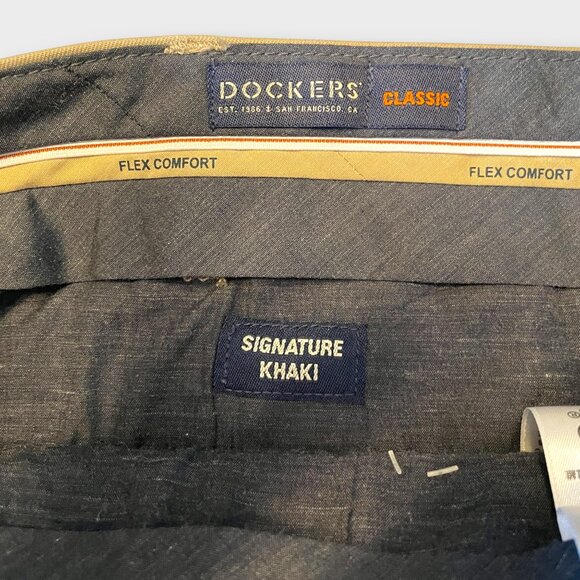 DOCKERS®
EST. 1986 & SAN FRANCISCO, CA
CLASSIC
FLEX COMFORT
FLEX COMFORT
SIGNATURE
KHAKI